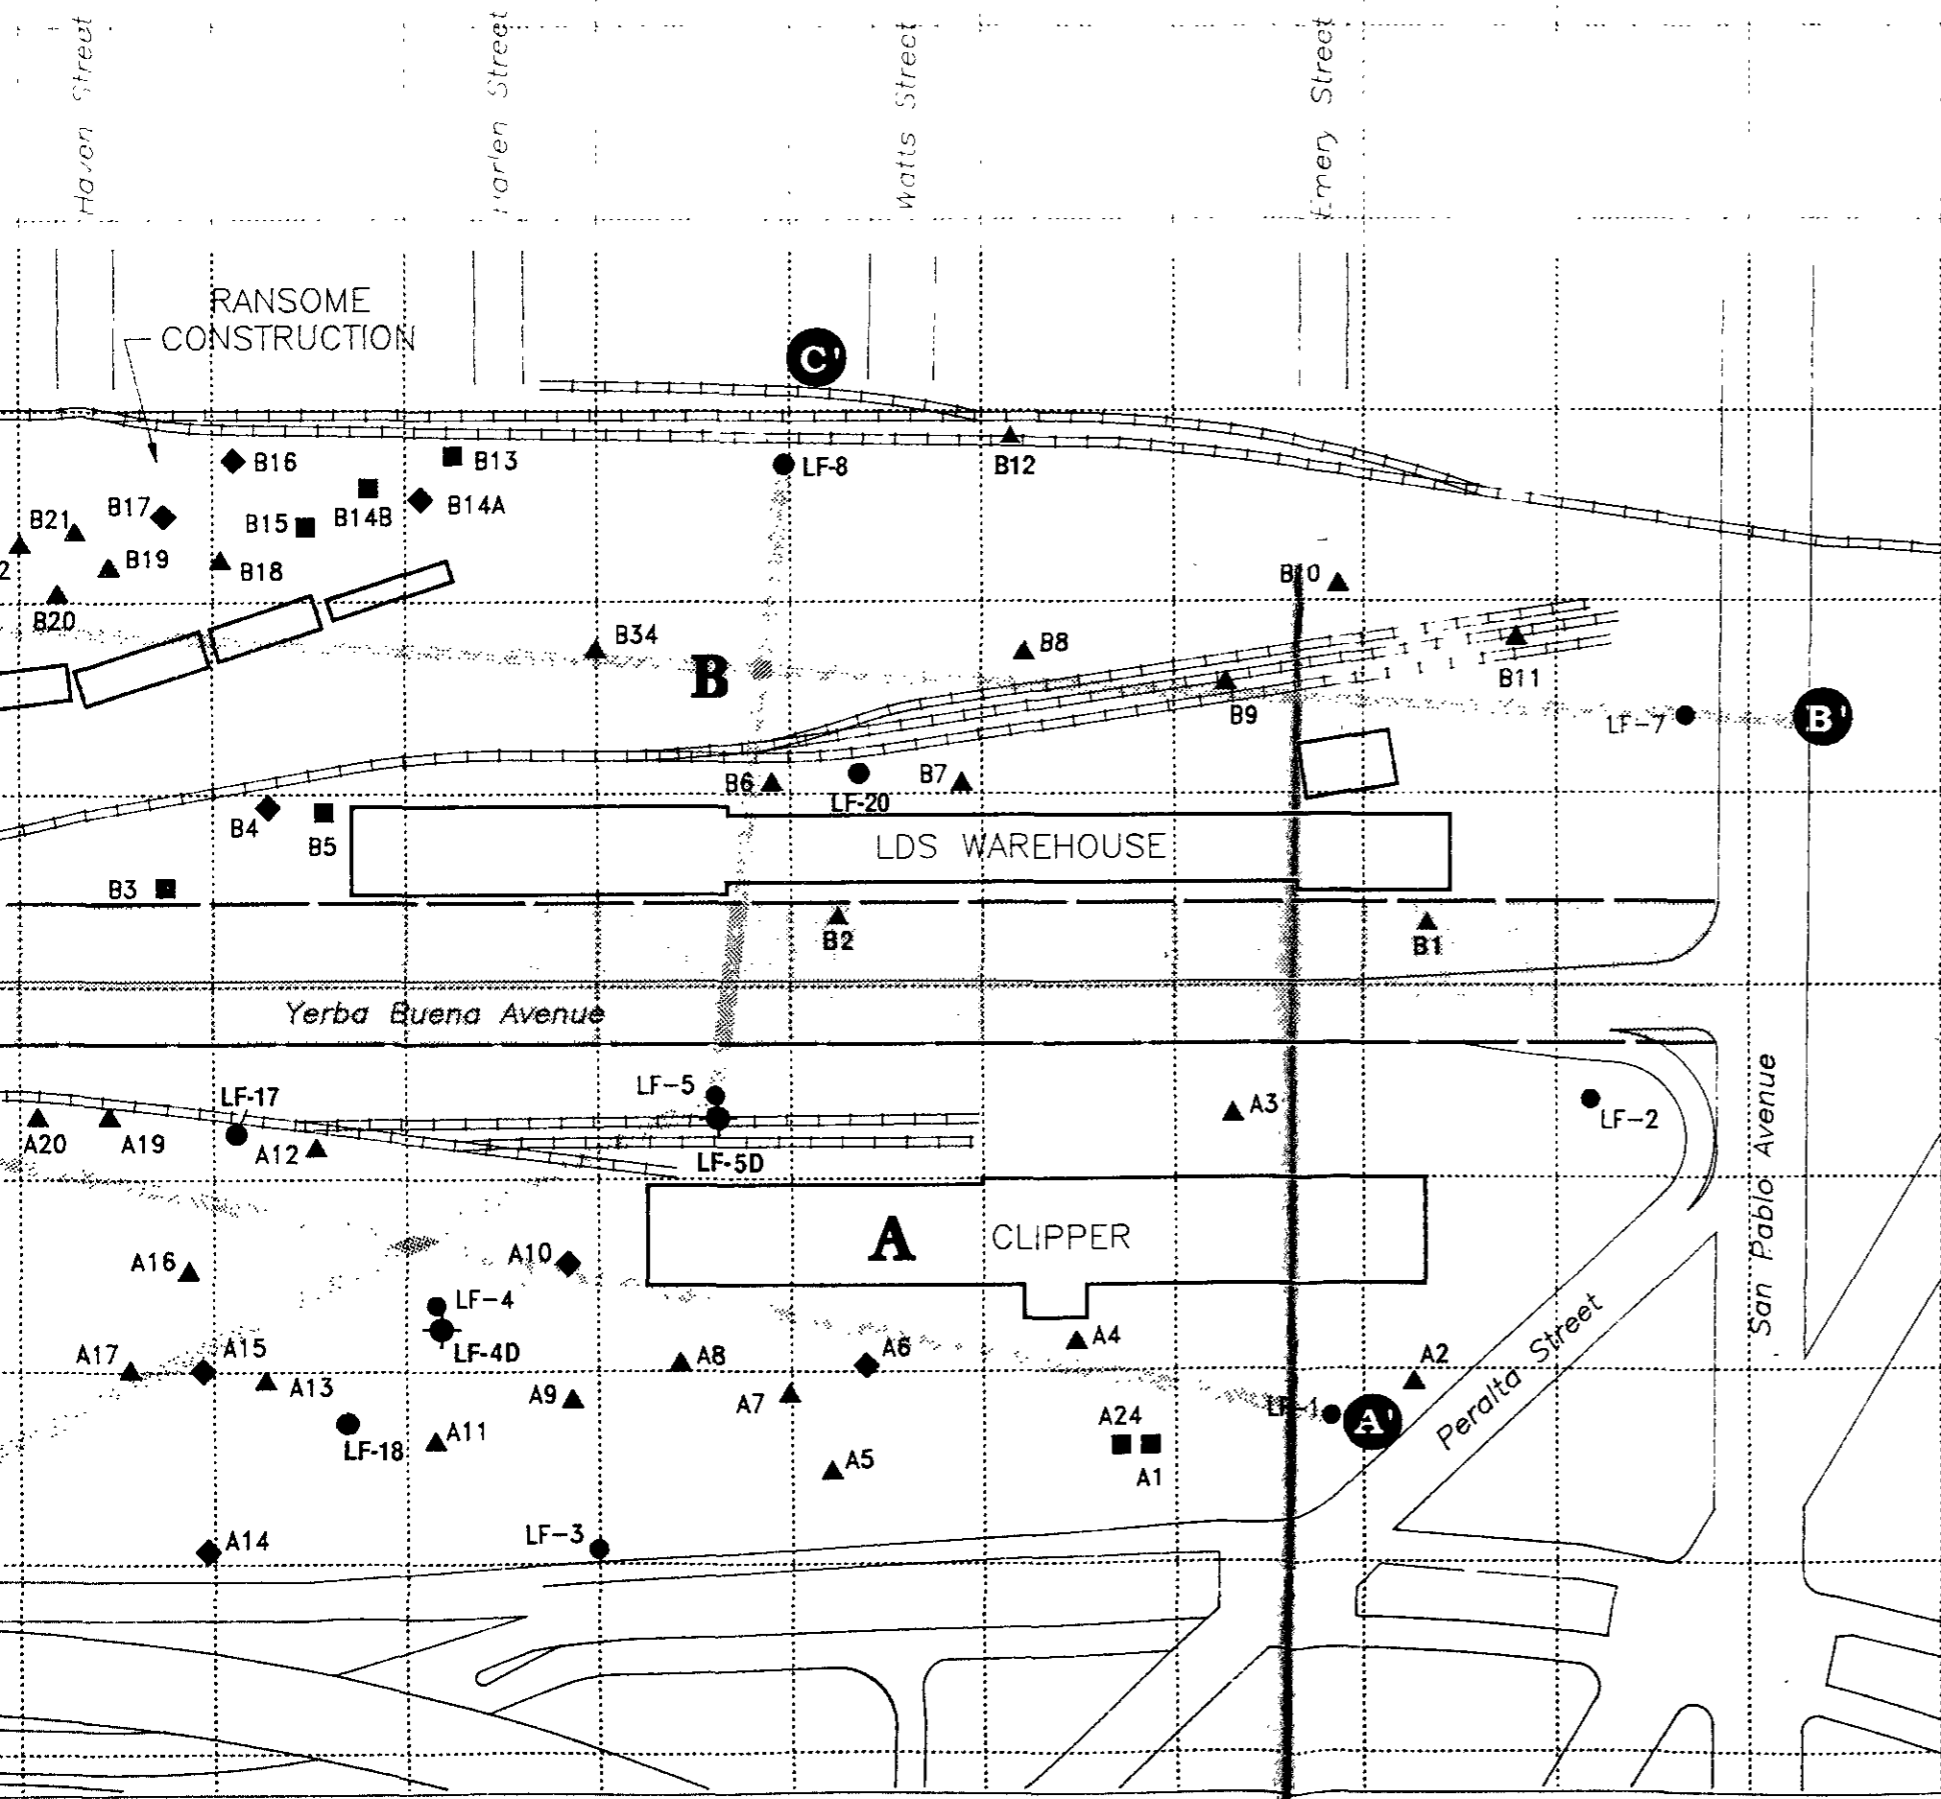 Street
Street
Watts Street
Emery Street
RANSOME
CONSTRUCTION
C'
B16
B13
LF-8
B12
B17
B15
B14B
B14A
B21
B19
B18
2
B20
B10
B34
B
B8
B11
B9
LF-7
B'
B6
LF-20
B7
B4
B5
LDS WAREHOUSE
B3
B2
B1
Yerba Buena Avenue
LF-5
LF-17
A3
LF-2
A20
A19
A12
LF-5D
San Pablo Avenue
A16
A10
A
CLIPPER
LF-4
LF-4D
A17
A15
A13
A8
A6
A4
A2
A9
A7
A24
LF-1
A'
Peralta Street
LF-18
A11
A5
A1
A14
LF-3